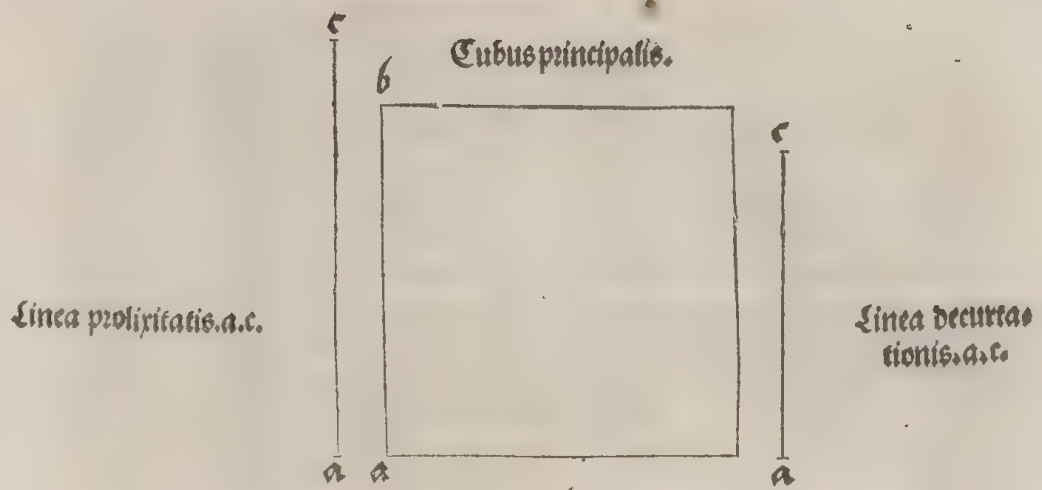 c
Cubus principalis.
b
c
Linea prolixitatis.a.c.
Linea decurta⸗
tionis.a.c.
a a
a